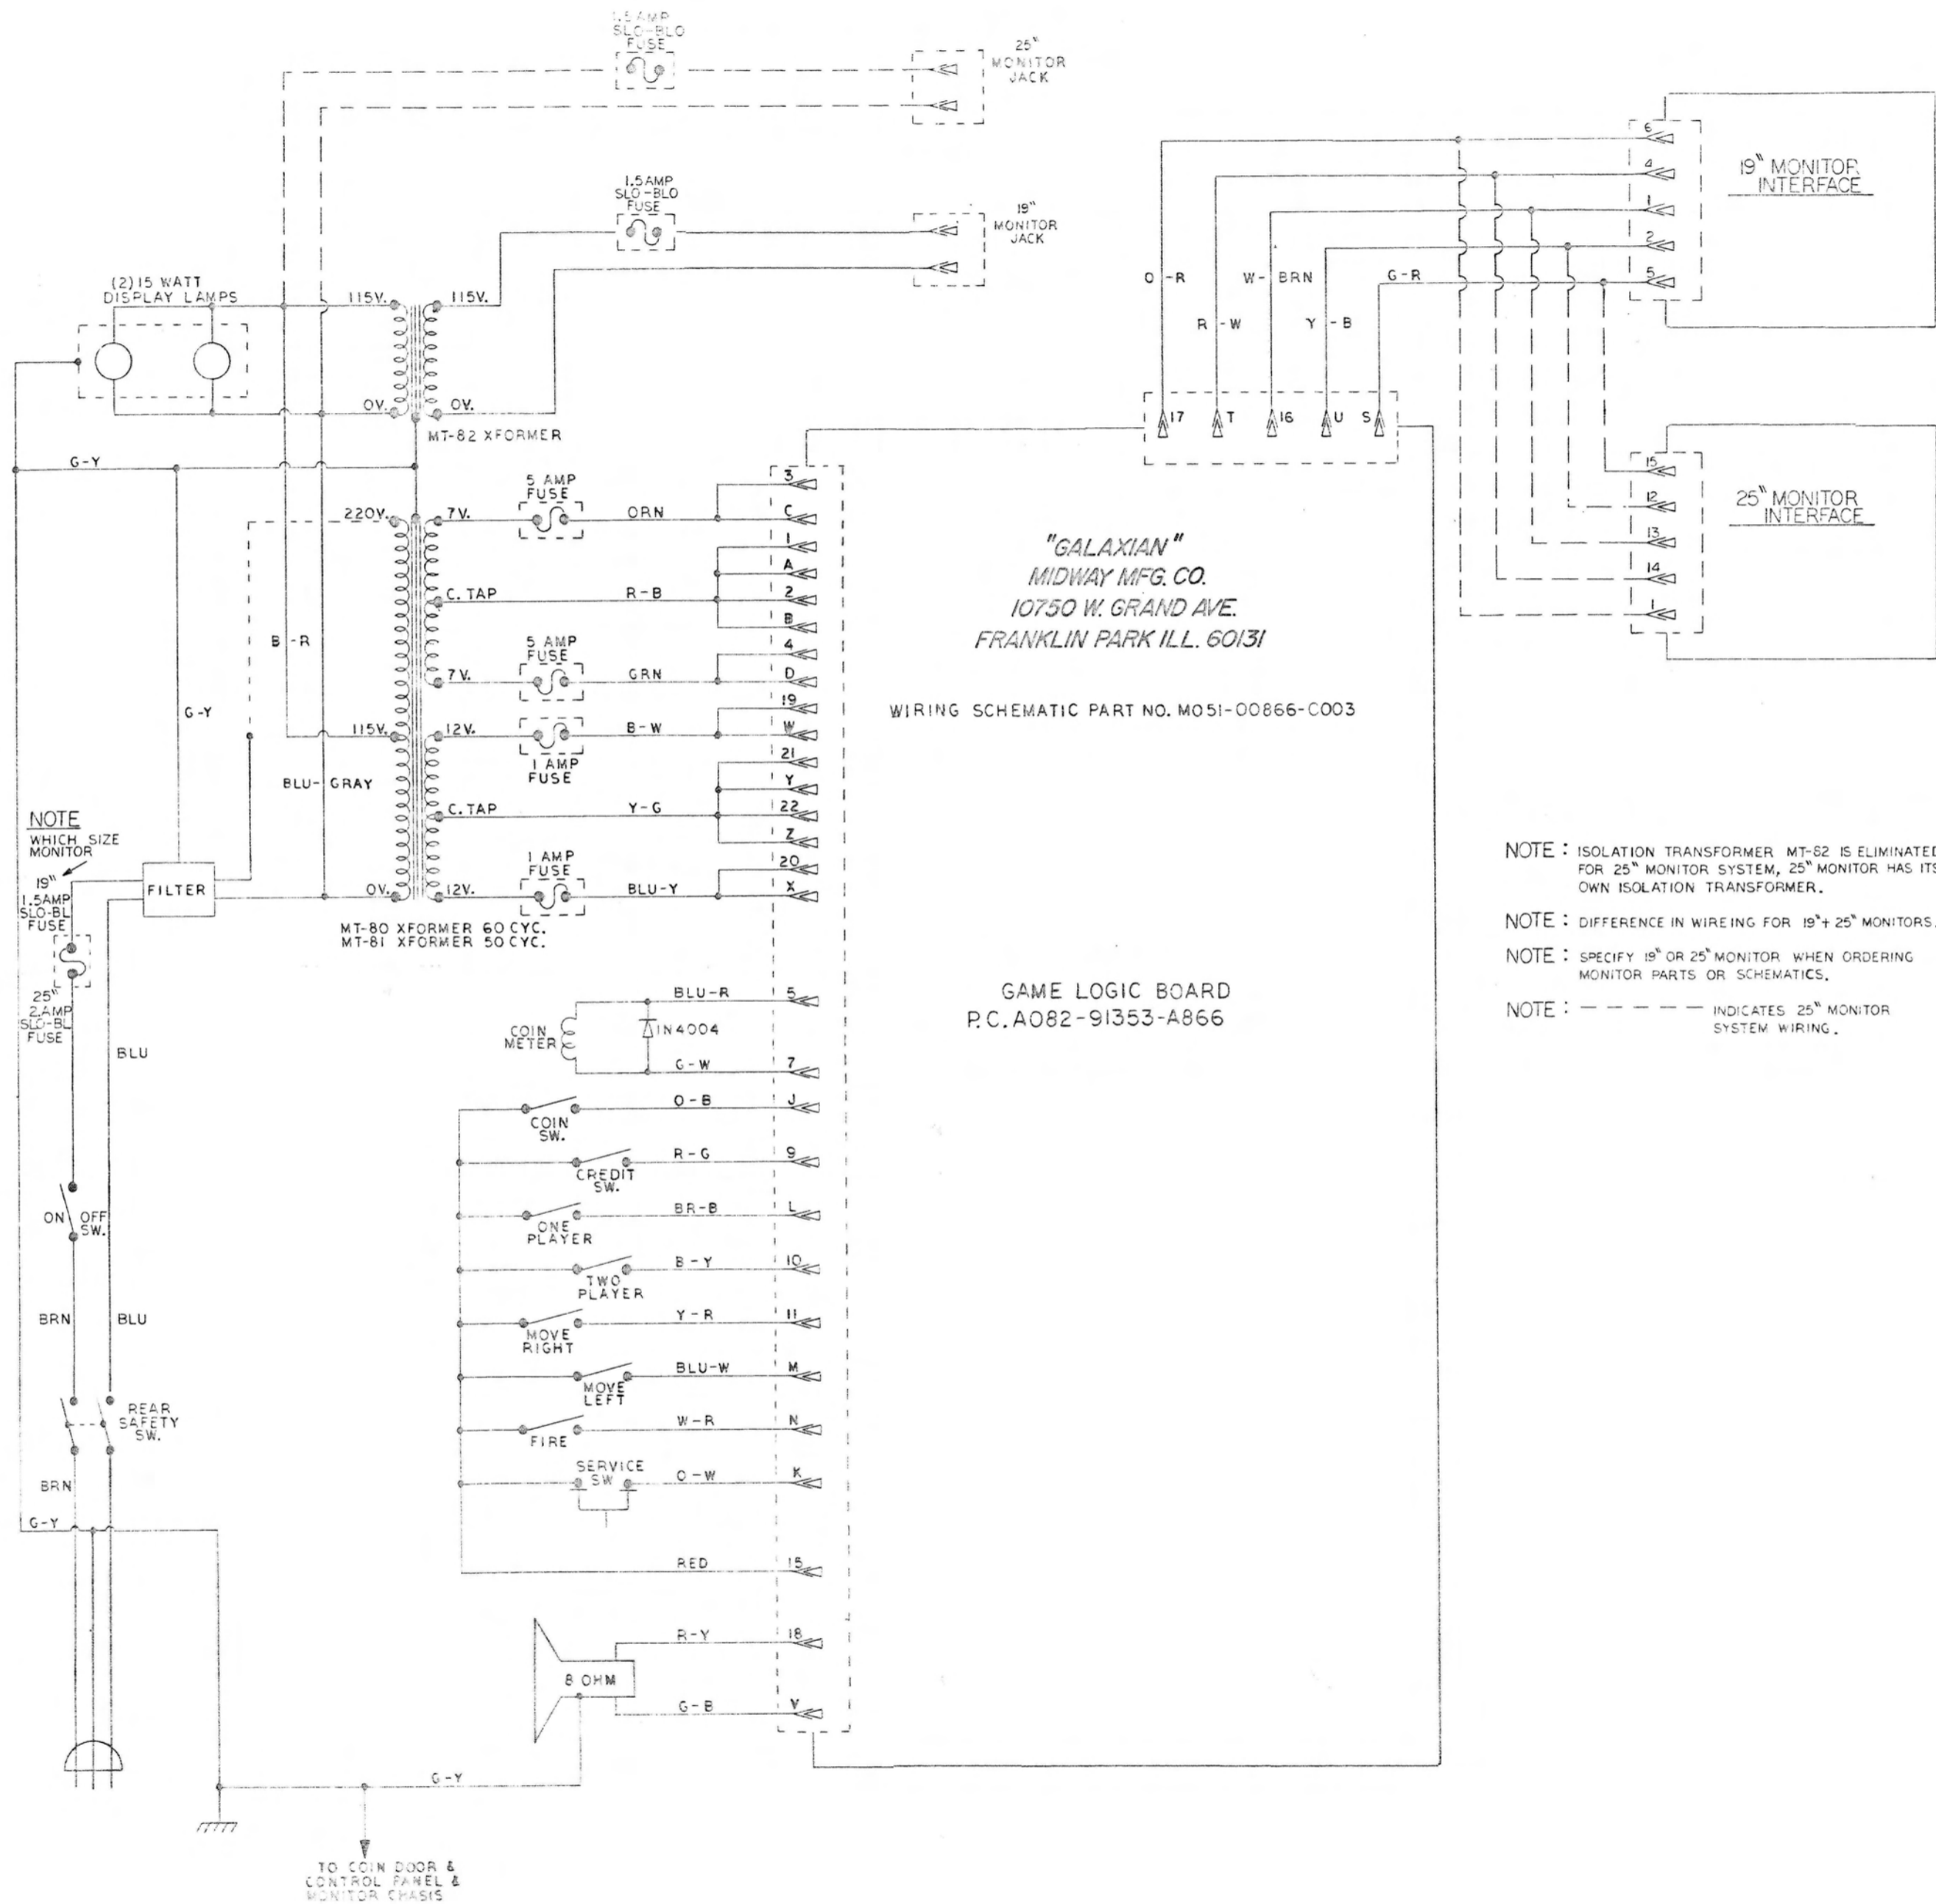 1.5 AMP
SLO-BLO
FUSE
25"
MONITOR
JACK
1.5 AMP
SLO-BLO
FUSE
19"
MONITOR
JACK
(2) 15 WATT
DISPLAY LAMPS
115V.
115V.
0V.
0V.
MT-82 XFORMER
G-Y
O-R
R-W
W-BRN
Y-B
G-R
6
4
1
2
5
19" MONITOR
INTERFACE
17
T
16
U
S
15
12
13
14
1
25" MONITOR
INTERFACE
220V.
7V.
5 AMP
FUSE
ORN
3
C
1
A
C. TAP
R-B
2
B
5 AMP
FUSE
4
7V.
GRN
D
B-R
G-Y
19
115V.
12V.
B-W
W
1 AMP
FUSE
21
Y
BLU-GRAY
C. TAP
Y-G
22
Z
1 AMP
FUSE
20
0V.
12V.
BLU-Y
X
MT-80 XFORMER 60 CYC.
MT-81 XFORMER 50 CYC.
"GALAXIAN"
MIDWAY MFG. CO.
10750 W. GRAND AVE.
FRANKLIN PARK ILL. 60131
WIRING SCHEMATIC PART NO. M051-00866-C003
GAME LOGIC BOARD
P.C. A082-91353-A866
NOTE
WHICH SIZE
MONITOR
19"
1.5AMP
SLO-BL
FUSE
FILTER
25"
2AMP
SLO-BL
FUSE
BLU
ON OFF
SW.
BRN
BLU
REAR
SAFETY
SW.
BRN
G-Y
COIN
METER
BLU-R
5
1N4004
G-W
7
COIN
SW.
O-B
J
CREDIT
SW.
R-G
9
ONE
PLAYER
BR-B
L
TWO
PLAYER
B-Y
10
MOVE
RIGHT
Y-R
11
MOVE
LEFT
BLU-W
M
FIRE
W-R
N
SERVICE
SW
O-W
K
RED
15
R-Y
18
8 OHM
G-B
V
G-Y
TO COIN DOOR &
CONTROL PANEL &
MONITOR CHASIS
NOTE: ISOLATION TRANSFORMER MT-82 IS ELIMINATED
FOR 25" MONITOR SYSTEM, 25" MONITOR HAS ITS
OWN ISOLATION TRANSFORMER.
NOTE: DIFFERENCE IN WIREING FOR 19" + 25" MONITORS.
NOTE: SPECIFY 19" OR 25" MONITOR WHEN ORDERING
MONITOR PARTS OR SCHEMATICS.
NOTE: — — — — — INDICATES 25" MONITOR
SYSTEM WIRING.